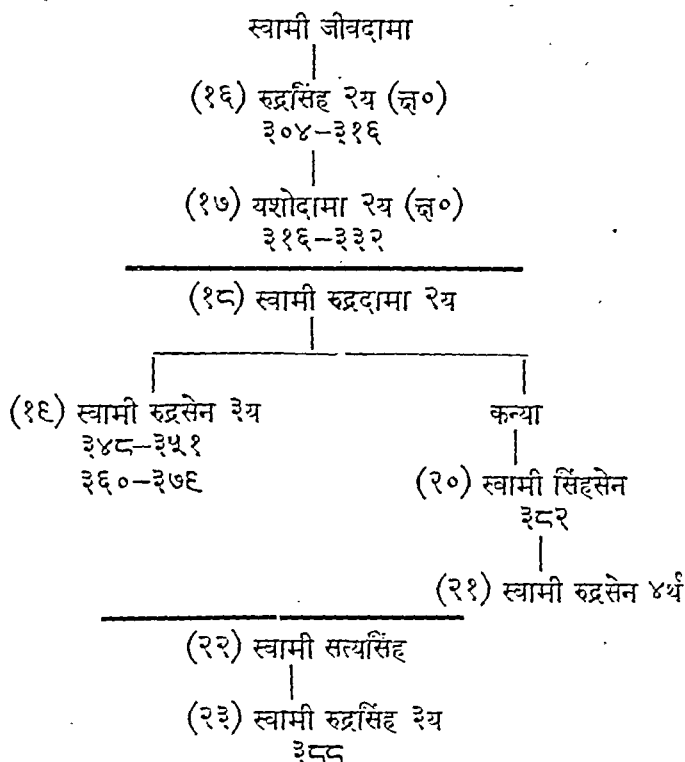 स्वामी जीवदामा
(१६) रुद्रसिंह २य (क्ष०)
३०४–३१६
(१७) यशोदामा २य (क्ष०)
३१६–३३२
(१८) स्वामी रुद्रदामा २य
(१९) स्वामी रुद्रसेन ३य
३४८–३५१
३६०–३७९
कन्या
(२०) स्वामी सिंहसेन
३८२
(२१) स्वामी रुद्रसेन ४र्थ
(२२) स्वामी सत्यसिंह
(२३) स्वामी रुद्रसिंह ३य
३८८